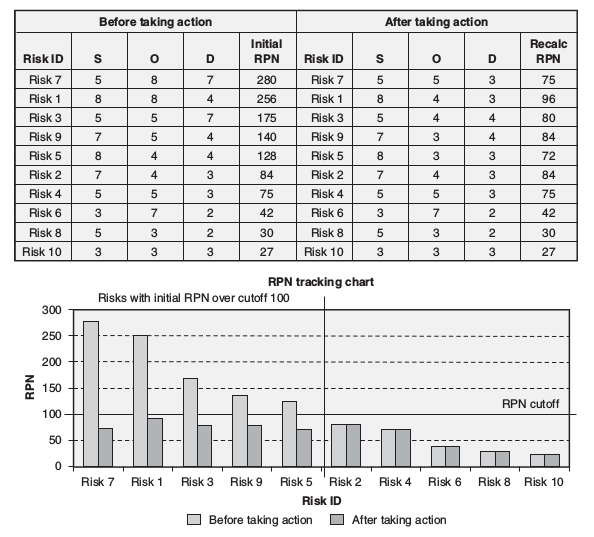 Before taking action After taking action
Initial Recalc
Risk ID S O D RPN Risk ID S O D RPN
Risk 7 5 8 7 280 Risk 7 5 5 3 75
Risk 1 8 8 4 256 Risk 1 8 4 3 96
Risk 3 5 5 7 175 Risk 3 5 4 4 80
Risk 9 7 5 4 140 Risk 9 7 3 4 84
Risk 5 8 4 4 128 Risk 5 8 3 3 72
Risk 2 7 4 3 84 Risk 2 7 4 3 84
Risk 4 5 5 3 75 Risk 4 5 5 3 75
Risk 6 3 7 2 42 Risk 6 3 7 2 42
Risk 8 5 3 2 30 Risk 8 5 3 2 30
Risk 10 3 3 3 27 Risk 10 3 3 3 27
RPN tracking chart
Risks with initial RPN over cutoff 100
300
250
200
150
RPN cutoff
100
50
0
RPN
Risk 7 Risk 1 Risk 3 Risk 9 Risk 5 Risk 2 Risk 4 Risk 6 Risk 8 Risk 10
Risk ID
Before taking action After taking action